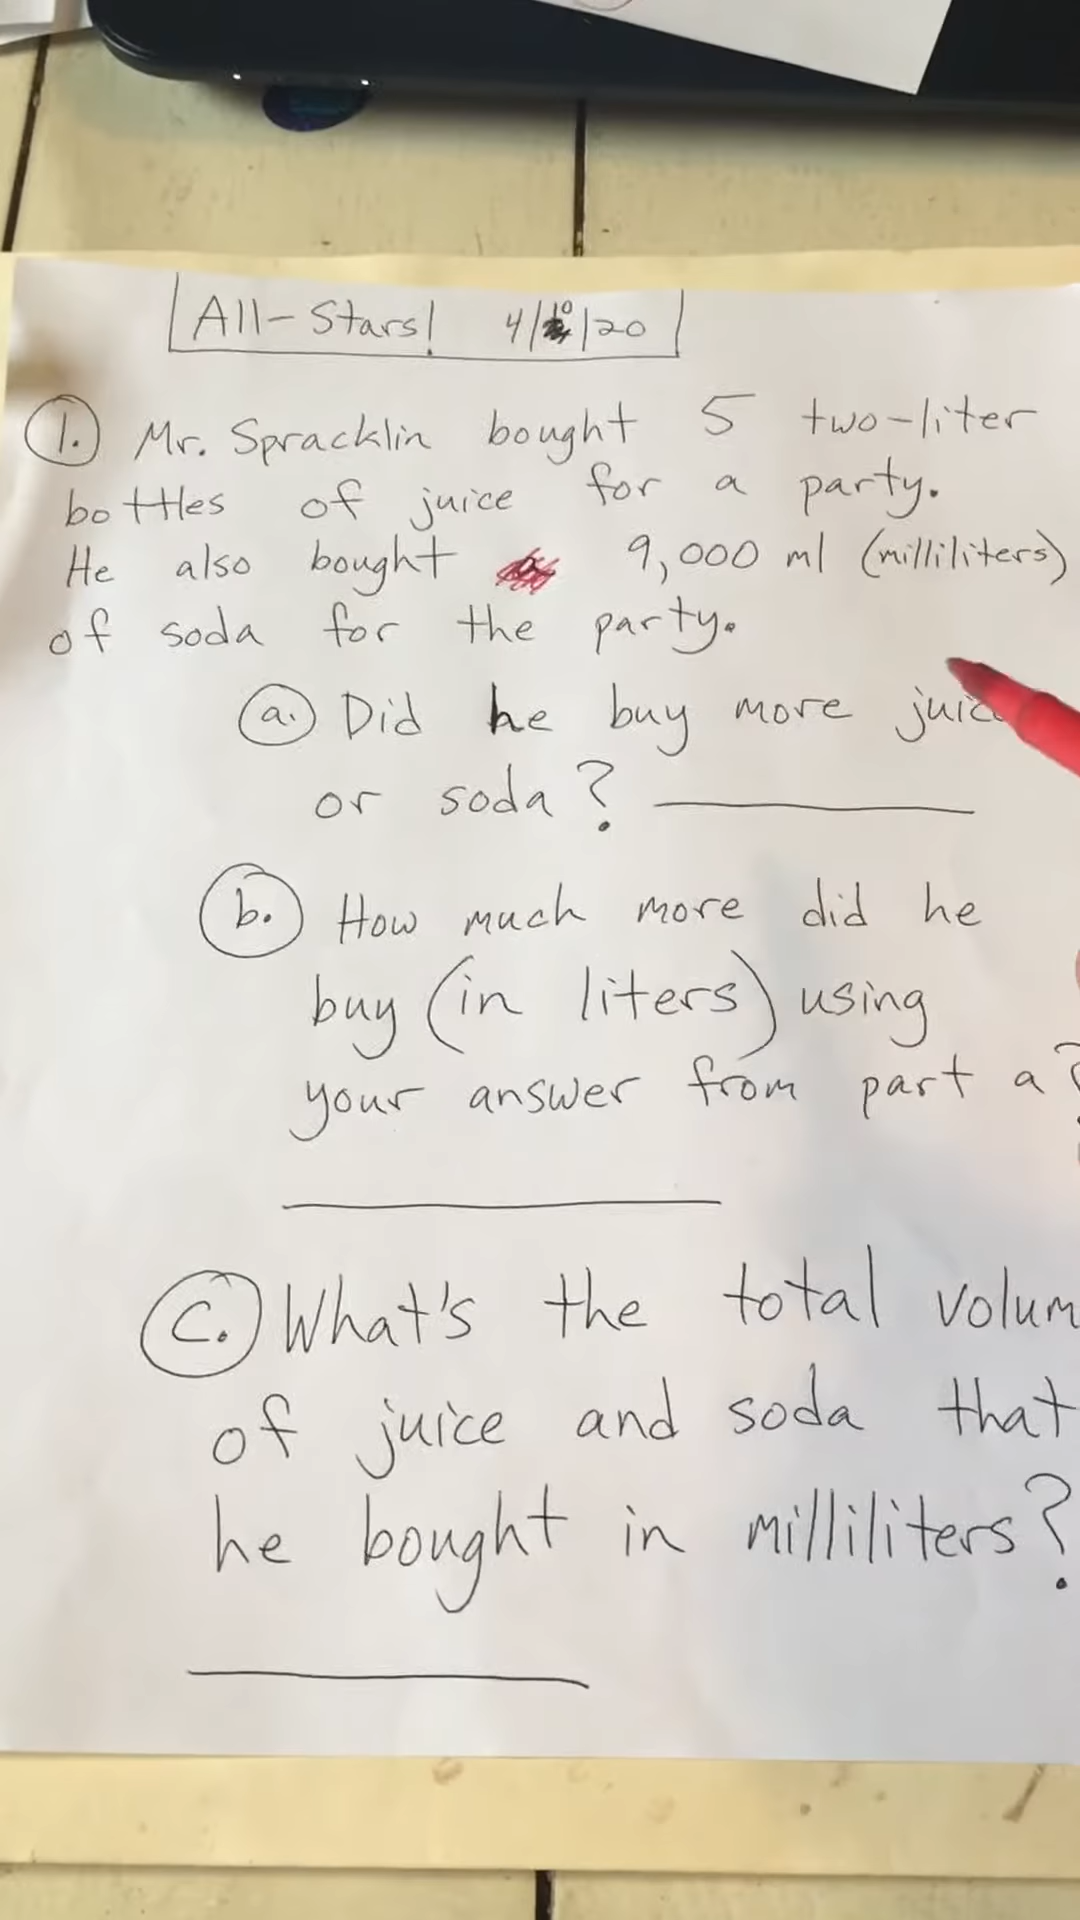 All-Stars! 4/10/20
1. Mr. Spracklin bought 5 two-liter
bottles of juice for a party.
He also bought 9,000 ml (milliliters)
of soda for the party.
a. Did he buy more juic
or soda?
b. How much more did he
buy (in liters) using
your answer from part a?
c. What's the total volum
of juice and soda that
he bought in milliliters?